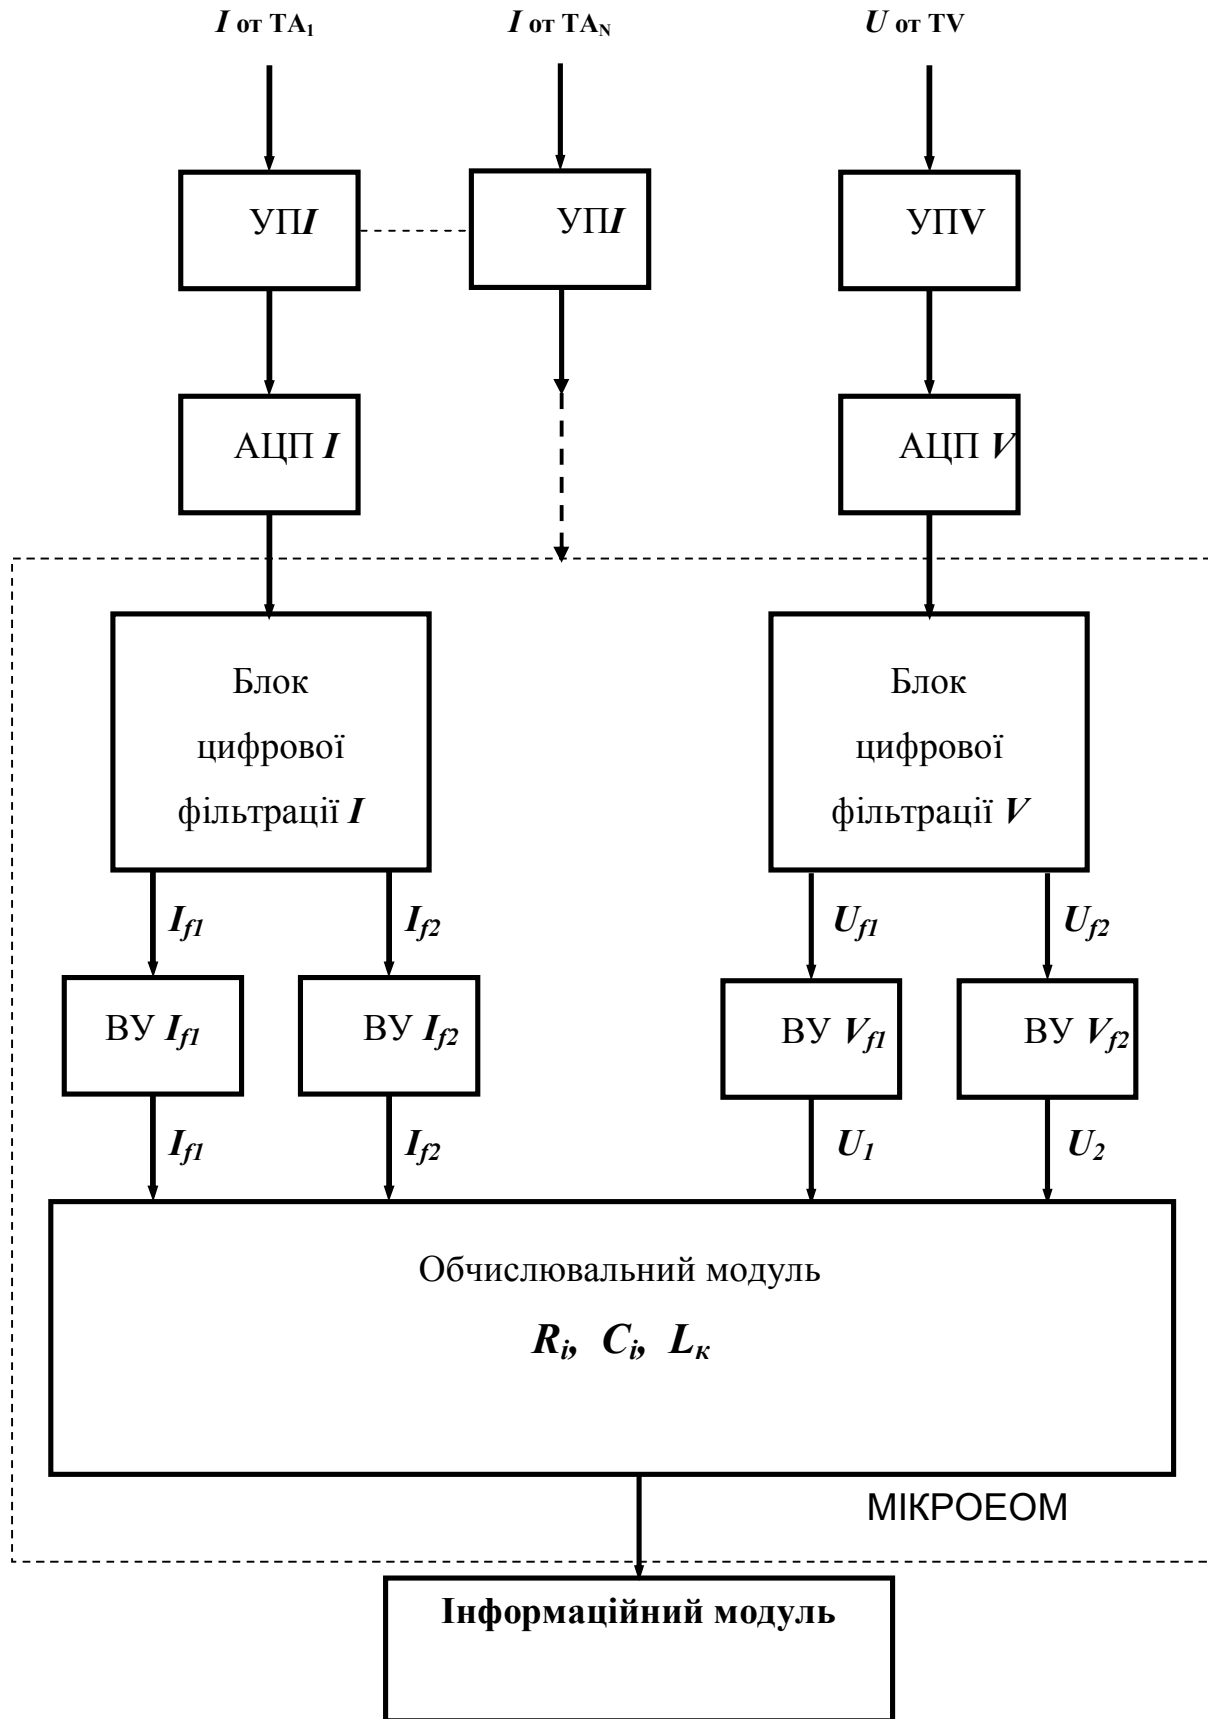 I от TA1
I от TAN
U от TV
УПI
УПI
УПV
АЦП I
АЦП V
Блок
цифрової
фільтрації I
Блок
цифрової
фільтрації V
If1
If2
Uf1
Uf2
ВУ If1
ВУ If2
ВУ Vf1
ВУ Vf2
If1
If2
U1
U2
Обчислювальний модуль
Ri, Ci, Lк
МІКРОЕОМ
Інформаційний модуль